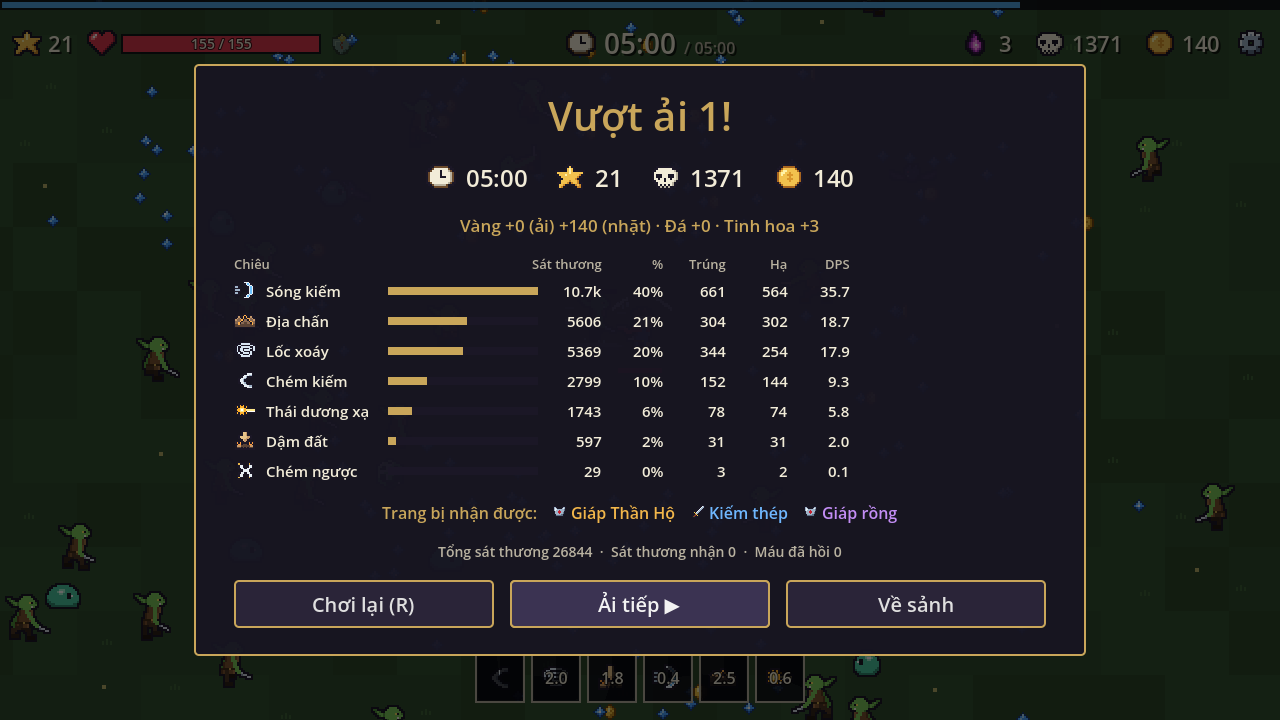 21 155 / 155 05:00 / 05:00 3 1371 140
Vượt ải 1!
05:00 21 1371 140
Vàng +0 (ải) +140 (nhặt) · Đá +0 · Tinh hoa +3
Chiêu Sát thương % Trúng Hạ DPS
Sóng kiếm 10.7k 40% 661 564 35.7
Địa chấn 5606 21% 304 302 18.7
Lốc xoáy 5369 20% 344 254 17.9
Chém kiếm 2799 10% 152 144 9.3
Thái dương xạ 1743 6% 78 74 5.8
Dậm đất 597 2% 31 31 2.0
Chém ngược 29 0% 3 2 0.1
Trang bị nhận được: Giáp Thần Hộ Kiếm thép Giáp rồng
Tổng sát thương 26844 · Sát thương nhận 0 · Máu đã hồi 0
Chơi lại (R) Ải tiếp ▶ Về sảnh
2.0 1.8 0.4 2.5 0.6